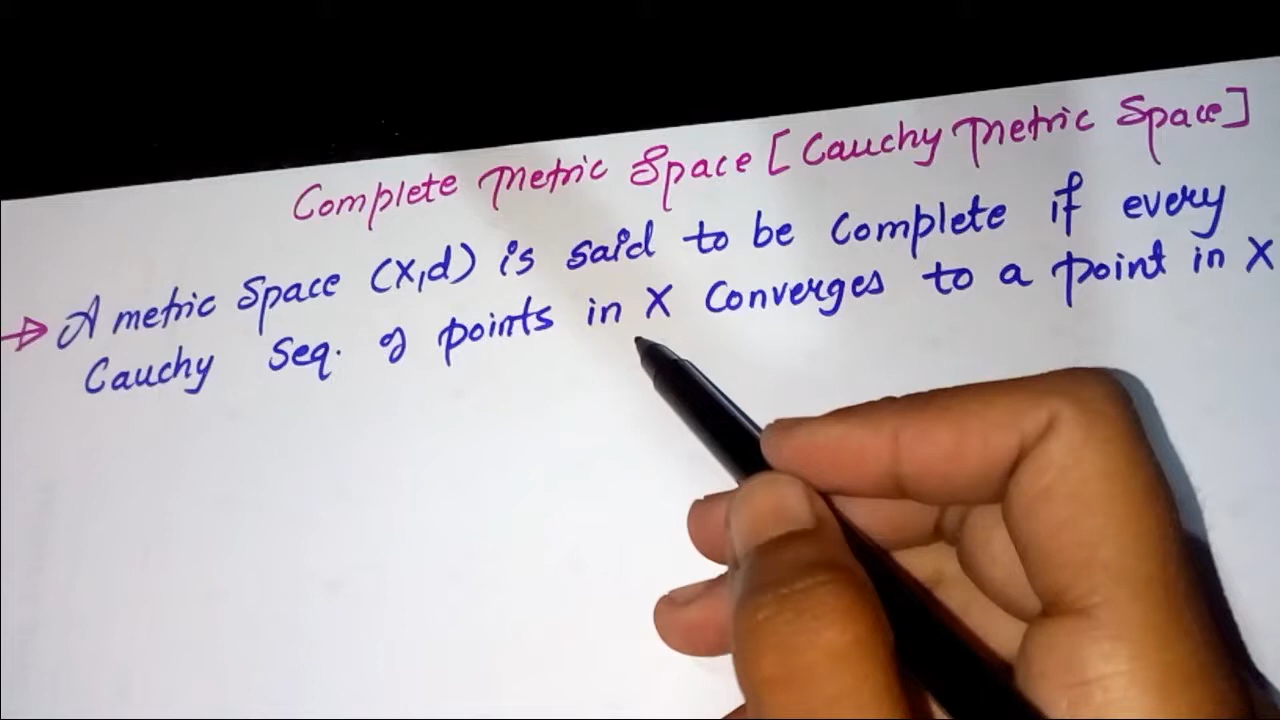 Complete Metric Space [Cauchy Metric Space]
→ A metric Space (X,d) is said to be Complete if every
Cauchy Seq. of points in X Converges to a point in X